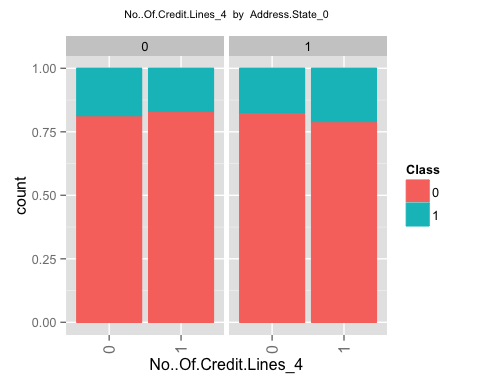 No..Of.Credit.Lines_4 by Address.State_0
0 1
1.00
0.75
0.50
0.25
0.00
count
0 1 0 1
No..Of.Credit.Lines_4
Class
0
1